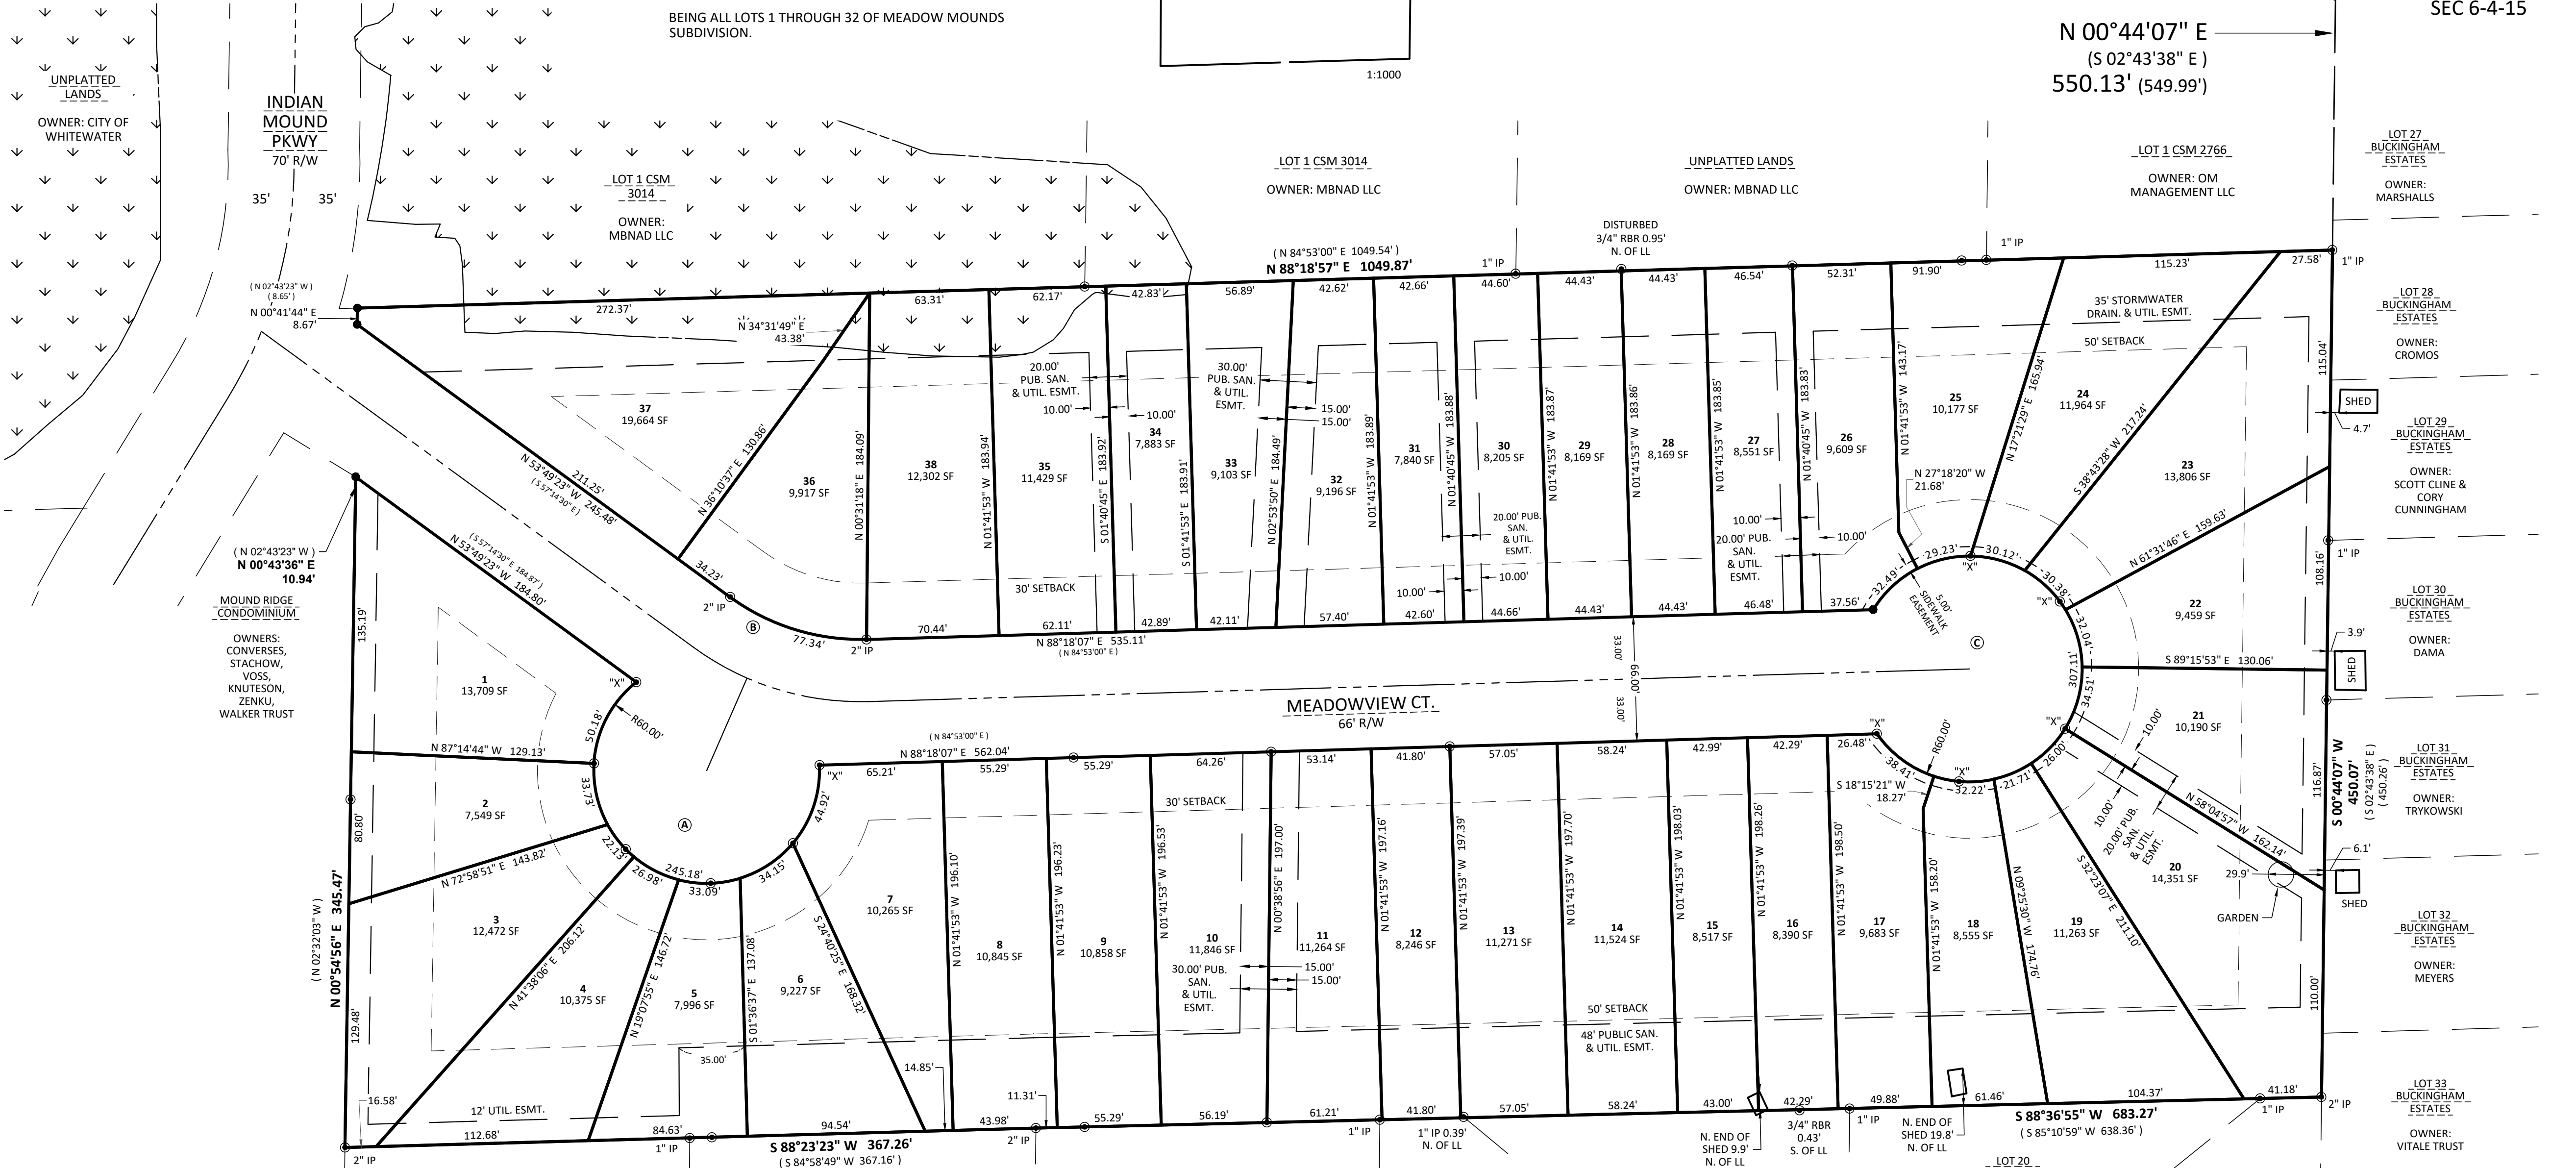 BEING ALL LOTS 1 THROUGH 32 OF MEADOW MOUNDS
SUBDIVISION.
1:1000
SEC 6-4-15
N 00°44'07" E
(S 02°43'38" E )
550.13' (549.99')
UNPLATTED
LANDS
OWNER: CITY OF
WHITEWATER
INDIAN
MOUND
PKWY
70' R/W
35'
35'
LOT 1 CSM
3014
OWNER:
MBNAD LLC
LOT 1 CSM 3014
OWNER: MBNAD LLC
UNPLATTED LANDS
OWNER: MBNAD LLC
LOT 1 CSM 2766
OWNER: OM
MANAGEMENT LLC
LOT 27
BUCKINGHAM
ESTATES
OWNER:
MARSHALLS
DISTURBED
3/4" RBR 0.95'
N. OF LL
( N 84°53'00" E 1049.54' )
N 88°18'57" E 1049.87'
1" IP
1" IP
1" IP
( N 02°43'23" W )
( 8.65' )
N 00°41'44" E
8.67'
272.37'
63.31'
62.17'
42.83'
56.89'
42.62'
42.66'
44.60'
44.43'
44.43'
46.54'
52.31'
91.90'
115.23'
27.58'
N 34°31'49" E
43.38'
35' STORMWATER
DRAIN. & UTIL. ESMT.
50' SETBACK
LOT 28
BUCKINGHAM
ESTATES
OWNER:
CROMOS
115.04'
SHED
4.7'
LOT 29
BUCKINGHAM
ESTATES
OWNER:
SCOTT CLINE &
CORY
CUNNINGHAM
20.00'
PUB. SAN.
& UTIL. ESMT.
10.00'
10.00'
30.00'
PUB. SAN.
& UTIL.
ESMT.
15.00'
15.00'
37
19,664 SF
36
9,917 SF
38
12,302 SF
35
11,429 SF
34
7,883 SF
33
9,103 SF
32
9,196 SF
31
7,840 SF
30
8,205 SF
29
8,169 SF
28
8,169 SF
27
8,551 SF
26
9,609 SF
25
10,177 SF
24
11,964 SF
23
13,806 SF
N 53°49'23" W 245.48'
211.25'
( S 57°14'30" E )
N 36°10'37" E 130.86'
N 00°31'18" E 184.09'
N 01°41'53" W 183.94'
S 01°40'45" E 183.92'
S 01°41'53" E 183.91'
N 02°53'50" E 184.49'
N 01°41'53" W 183.89'
N 01°40'45" W 183.88'
N 01°41'53" W 183.87'
N 01°41'53" W 183.86'
N 01°41'53" W 183.85'
N 01°40'45" W 183.83'
N 01°41'53" W 143.17'
N 17°21'29" E 165.94'
S 38°43'28" W 217.24'
N 61°31'46" E 159.63'
N 27°18'20" W
21.68'
20.00' PUB.
SAN.
& UTIL.
ESMT.
10.00'
10.00'
20.00' PUB.
SAN.
& UTIL.
ESMT.
10.00'
10.00'
30' SETBACK
34.23'
2" IP
B
77.34'
2" IP
70.44'
62.11'
42.89'
42.11'
57.40'
42.60'
44.66'
44.43'
44.43'
46.48'
37.56'
N 88°18'07" E 535.11'
( N 84°53'00" E )
32.49'
29.23'
30.12'
30.38'
32.04'
34.51'
26.00'
21.71'
32.22'
38.41'
307.11'
"X"
"X"
"X"
"X"
"X"
5.00'
SIDEWALK
EASEMENT
C
R60.00'
108.16'
1" IP
22
9,459 SF
S 89°15'53" E 130.06'
21
10,190 SF
3.9'
SHED
LOT 30
BUCKINGHAM
ESTATES
OWNER:
DAMA
( N 02°43'23" W )
N 00°43'36" E
10.94'
MOUND RIDGE
CONDOMINIUM
OWNERS:
CONVERSES,
STACHOW,
VOSS,
KNUTESON,
ZENKU,
WALKER TRUST
( S 57°14'30" E 184.87' )
N 53°49'23" W 184.80'
135.19'
1
13,709 SF
"X"
50.18'
R60.00'
N 87°14'44" W 129.13'
33.73'
2
7,549 SF
80.80'
22.13'
A
N 72°58'51" E 143.82'
26.98'
245.18'
33.09'
34.15'
44.92'
"X"
MEADOWVIEW CT.
66' R/W
33.00'
66.00'
33.00'
( N 84°53'00" E )
N 88°18'07" E 562.04'
65.21'
55.29'
55.29'
64.26'
53.14'
41.80'
57.05'
58.24'
42.99'
42.29'
26.48'
30' SETBACK
S 18°15'21" W
18.27'
10.00'
10.00'
20.00' PUB.
SAN.
& UTIL.
ESMT.
N 58°04'57" W 162.14'
116.87'
S 00°44'07" W
450.07'
( S 02°43'38" E )
( 450.26' )
LOT 31
BUCKINGHAM
ESTATES
OWNER:
TRYKOWSKI
6.1'
29.9'
SHED
GARDEN
( N 02°32'03" W )
N 00°54'56" E 345.47'
129.48'
3
12,472 SF
4
10,375 SF
5
7,996 SF
6
9,227 SF
7
10,265 SF
8
10,845 SF
9
10,858 SF
10
11,846 SF
11
11,264 SF
12
8,246 SF
13
11,271 SF
14
11,524 SF
15
8,517 SF
16
8,390 SF
17
9,683 SF
18
8,555 SF
19
11,263 SF
20
14,351 SF
N 41°38'06" E 206.12'
N 19°07'55" E 146.72'
S 01°36'37" E 137.08'
S 24°40'25" E 168.32'
N 01°41'53" W 196.10'
N 01°41'53" W 196.23'
N 01°41'53" W 196.53'
N 00°38'56" E 197.00'
N 01°41'53" W 197.16'
N 01°41'53" W 197.39'
N 01°41'53" W 197.70'
N 01°41'53" W 198.03'
N 01°41'53" W 198.26'
N 01°41'53" W 198.50'
N 01°41'53" W 158.20'
N 09°25'30" W 174.76'
S 32°23'07" E 211.10'
30.00' PUB.
SAN.
& UTIL.
ESMT.
15.00'
15.00'
50' SETBACK
48' PUBLIC SAN.
& UTIL. ESMT.
110.00'
LOT 32
BUCKINGHAM
ESTATES
OWNER:
MEYERS
35.00'
14.85'
11.31'
16.58'
12' UTIL. ESMT.
2" IP
112.68'
84.63'
1" IP
94.54'
43.98'
2" IP
55.29'
56.19'
61.21'
1" IP
41.80'
57.05'
58.24'
43.00'
42.29'
1" IP
49.88'
61.46'
104.37'
41.18'
1" IP
2" IP
S 88°23'23" W 367.26'
( S 84°58'49" W 367.16' )
1" IP 0.39'
N. OF LL
N. END OF
SHED 9.9'
N. OF LL
3/4" RBR
0.43'
S. OF LL
N. END OF
SHED 19.8'
N. OF LL
S 88°36'55" W 683.27'
( S 85°10'59" W 638.36' )
LOT 20
LOT 33
BUCKINGHAM
ESTATES
OWNER:
VITALE TRUST